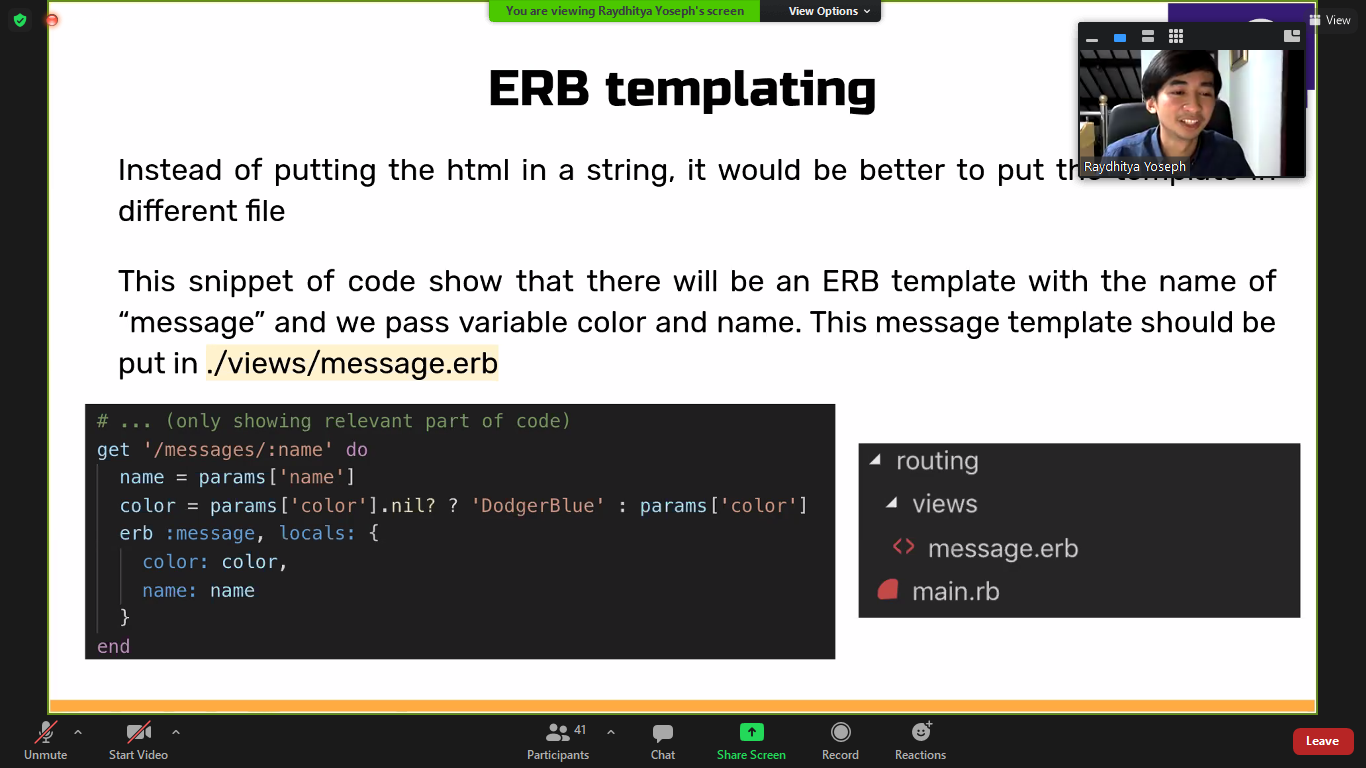 You are viewing Raydhitya Yoseph's screen
View Options
View
ERB templating
Raydhitya Yoseph
Instead of putting the html in a string, it would be better to put the template in
different file
This snippet of code show that there will be an ERB template with the name of
“message” and we pass variable color and name. This message template should be
put in ./views/message.erb
# ... (only showing relevant part of code)
get '/messages/:name' do
name = params['name']
color = params['color'].nil? ? 'DodgerBlue' : params['color']
erb :message, locals: {
color: color,
name: name
}
end
routing
views
<> message.erb
main.rb
Unmute
Start Video
Participants
41
Chat
Share Screen
Record
Reactions
Leave